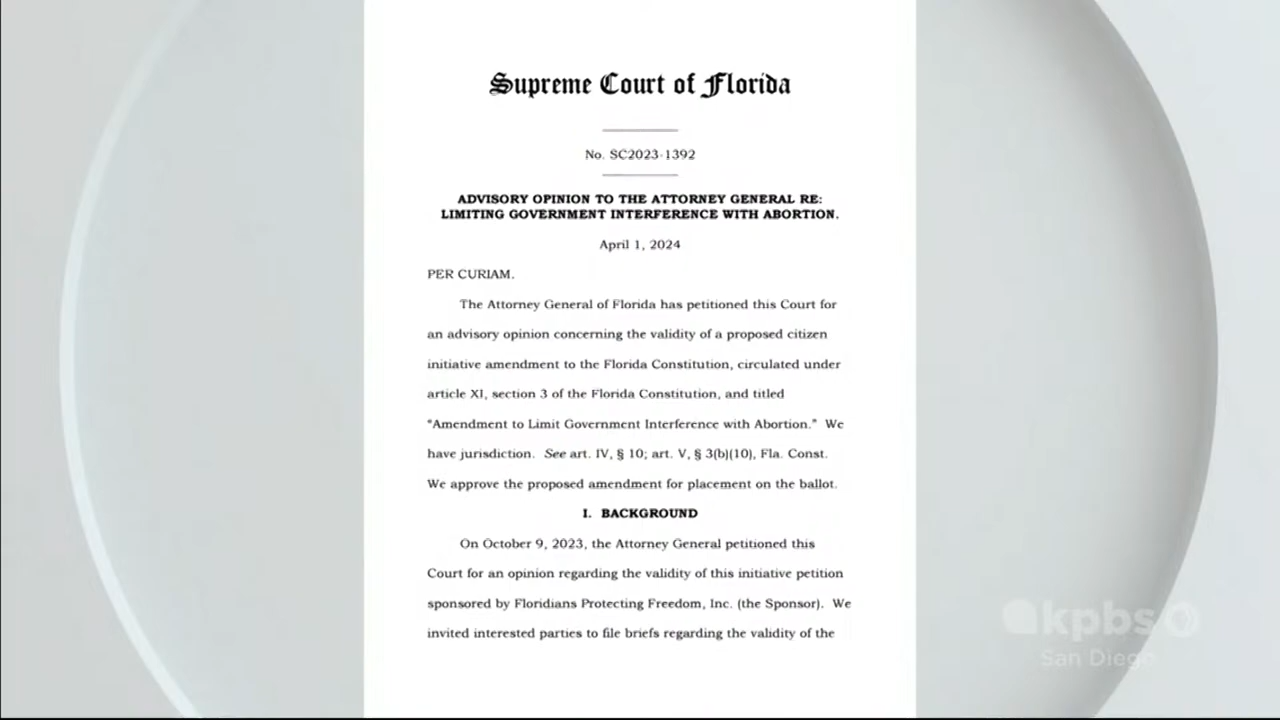 Supreme Court of Florida
No. SC2023-1392
ADVISORY OPINION TO THE ATTORNEY GENERAL RE:
LIMITING GOVERNMENT INTERFERENCE WITH ABORTION.
April 1, 2024
PER CURIAM.
The Attorney General of Florida has petitioned this Court for
an advisory opinion concerning the validity of a proposed citizen
initiative amendment to the Florida Constitution, circulated under
article XI, section 3 of the Florida Constitution, and titled
"Amendment to Limit Government Interference with Abortion." We
have jurisdiction. See art. IV, § 10; art. V, § 3(b)(10), Fla. Const.
We approve the proposed amendment for placement on the ballot.
I. BACKGROUND
On October 9, 2023, the Attorney General petitioned this
Court for an opinion regarding the validity of this initiative petition
sponsored by Floridians Protecting Freedom, Inc. (the Sponsor). We
invited interested parties to file briefs regarding the validity of the
kpbs
San Diego